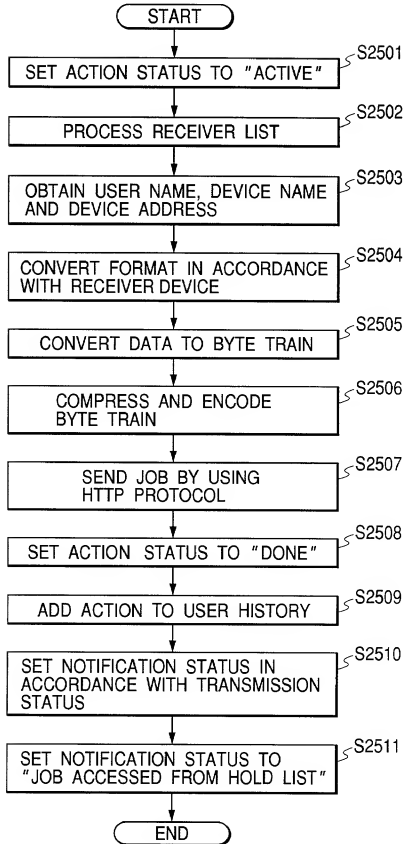 START
S2501
SET ACTION STATUS TO "ACTIVE"
S2502
PROCESS RECEIVER LIST
S2503
OBTAIN USER NAME, DEVICE NAME
AND DEVICE ADDRESS
S2504
CONVERT FORMAT IN ACCORDANCE
WITH RECEIVER DEVICE
S2505
CONVERT DATA TO BYTE TRAIN
S2506
COMPRESS AND ENCODE
BYTE TRAIN
S2507
SEND JOB BY USING
HTTP PROTOCOL
S2508
SET ACTION STATUS TO "DONE"
S2509
ADD ACTION TO USER HISTORY
S2510
SET NOTIFICATION STATUS IN
ACCORDANCE WITH TRANSMISSION
STATUS
S2511
SET NOTIFICATION STATUS TO
"JOB ACCESSED FROM HOLD LIST"
END